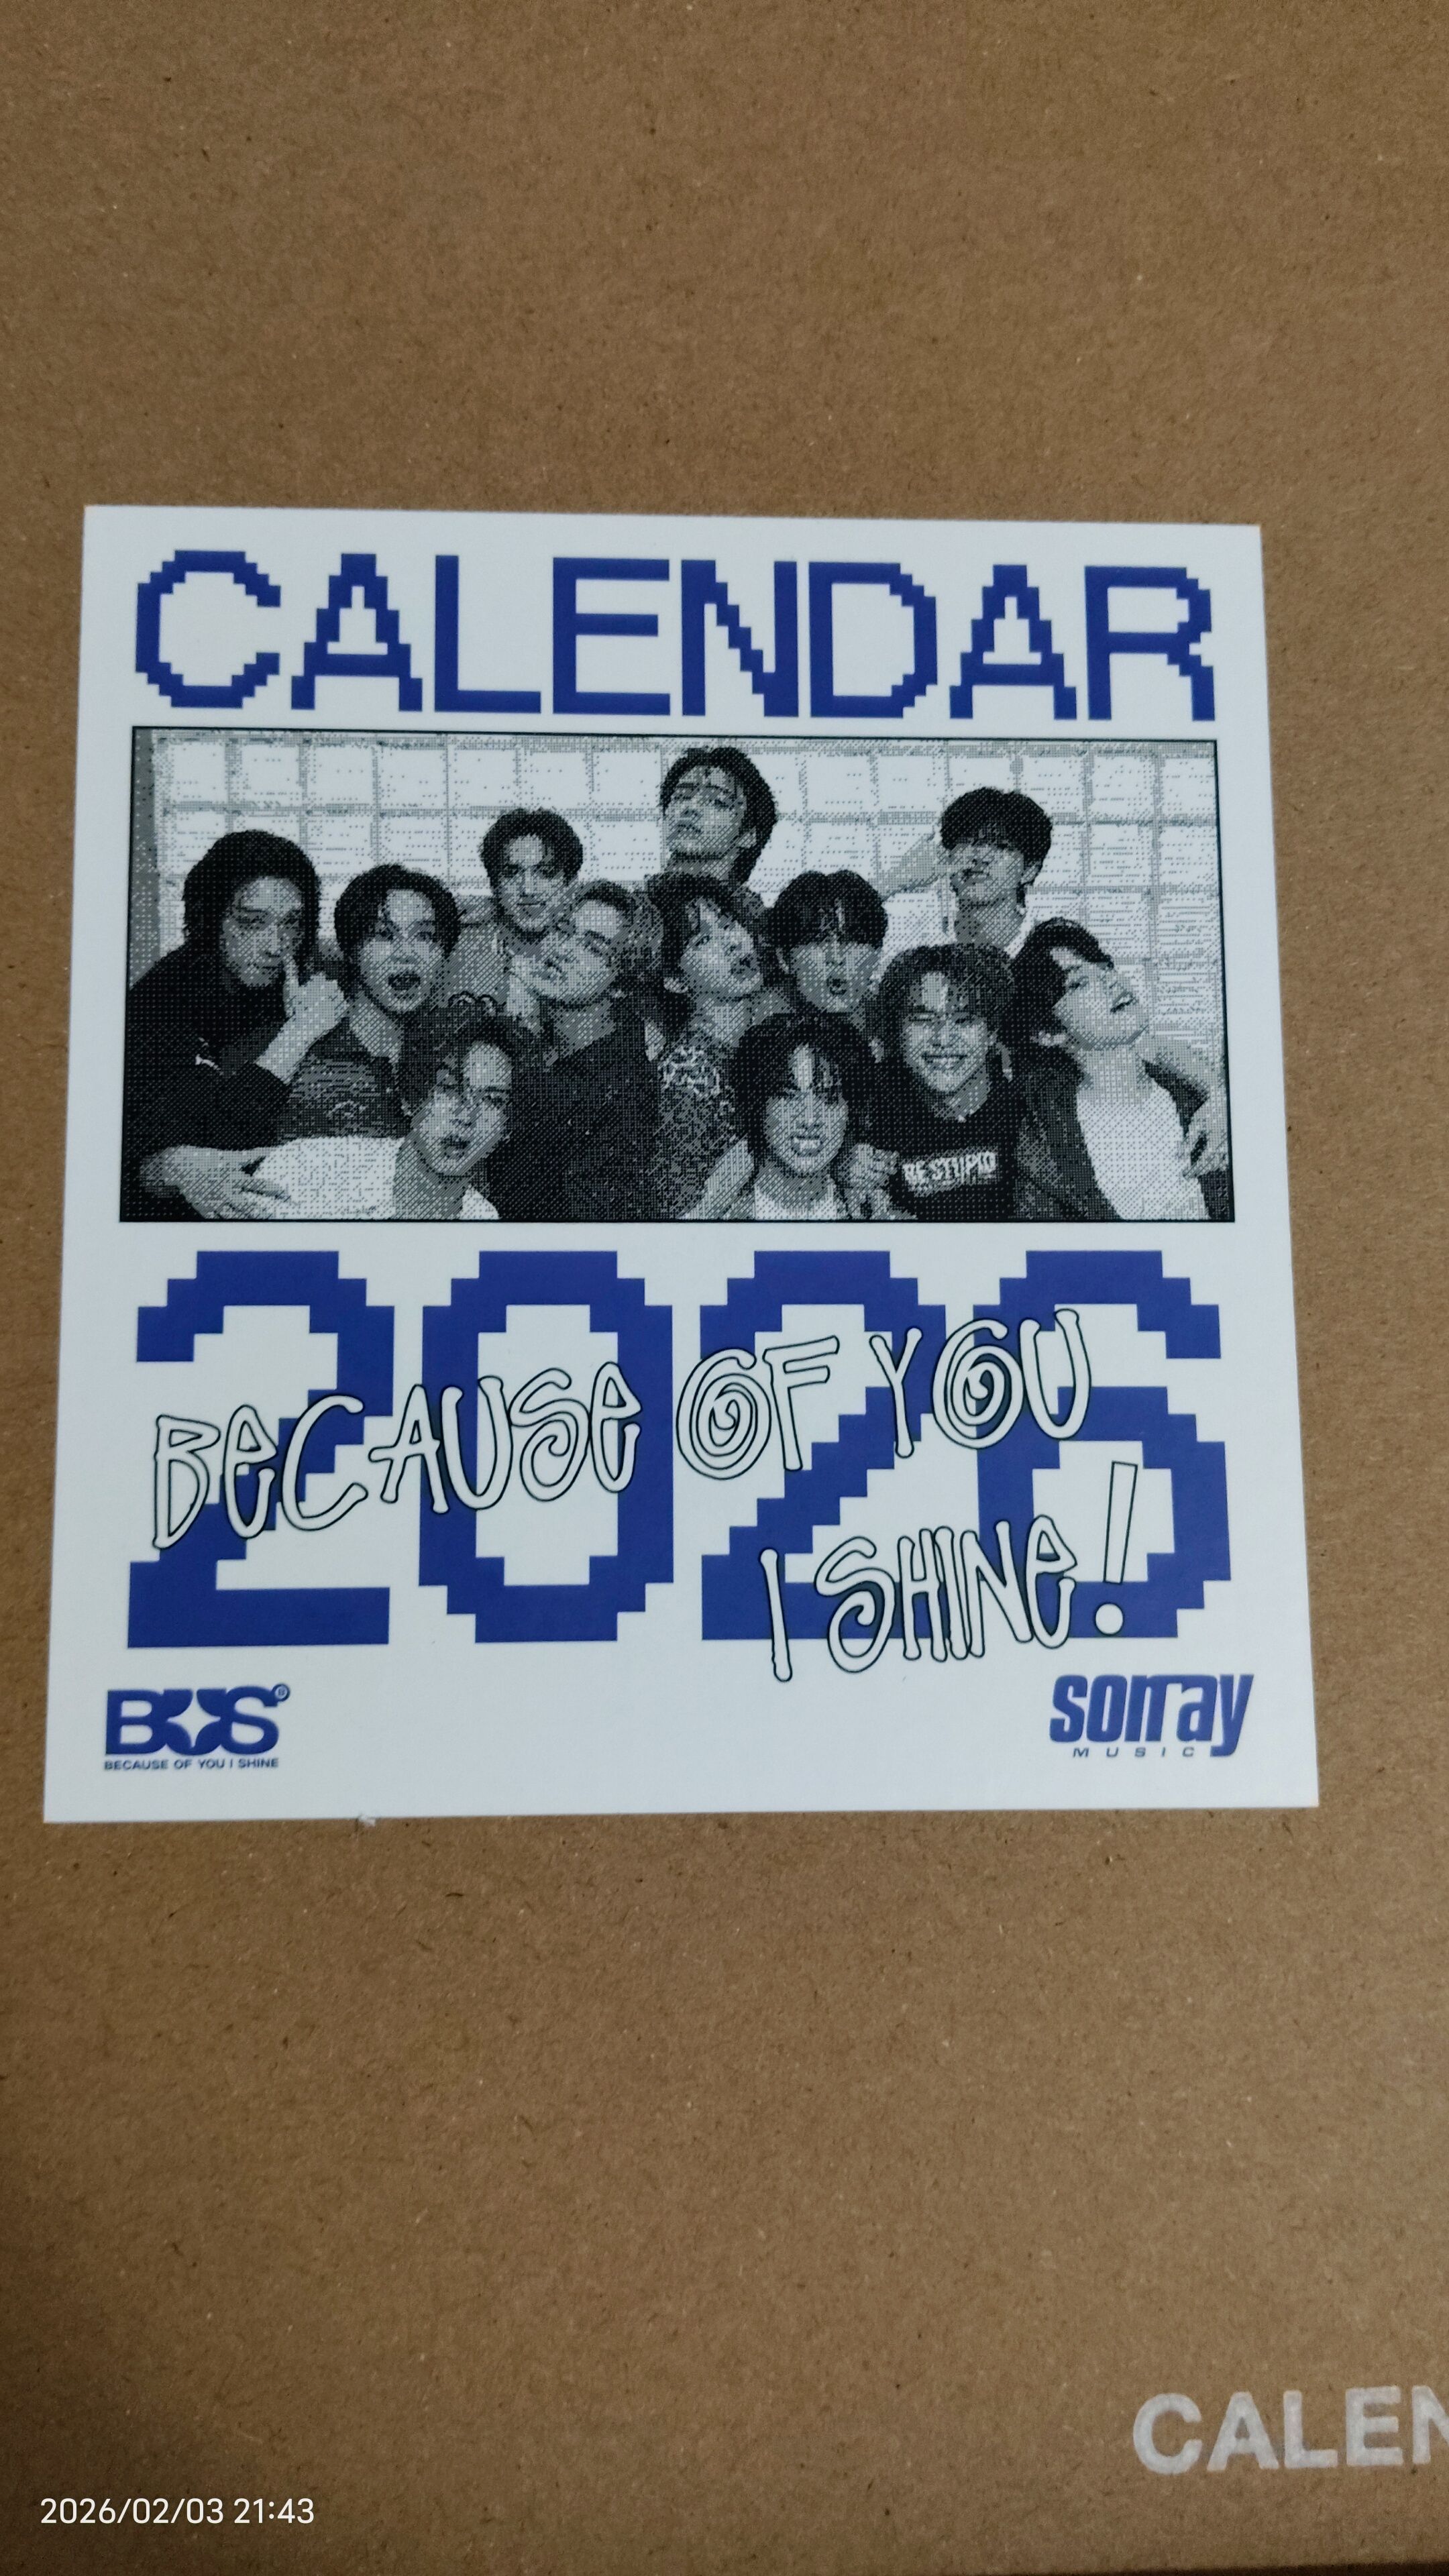 CALENDAR
BE STUPID
2026
BeCAUSe OF YOU
I SHINe!
BUS®
BECAUSE OF YOU I SHINE
sonray
MUSIC
CALEN
2026/02/03 21:43